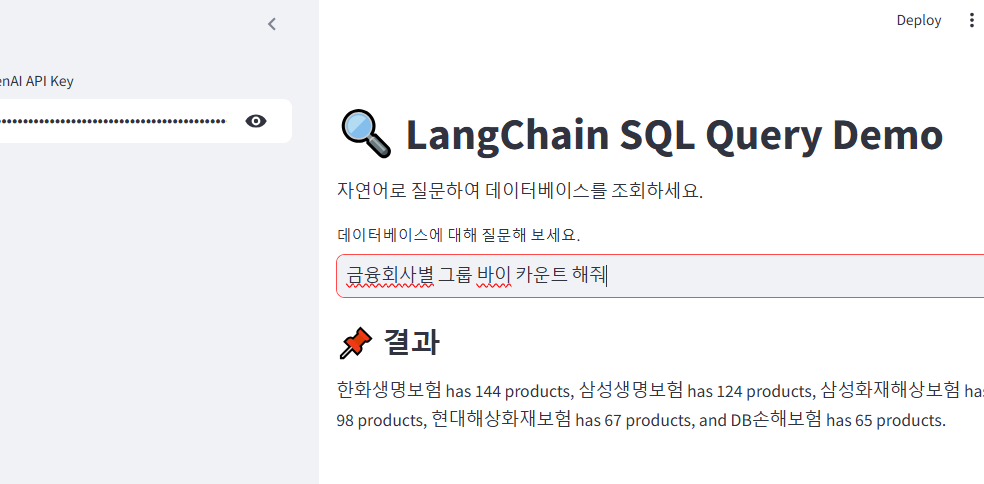 Deploy
enAI API Key
LangChain SQL Query Demo
자연어로 질문하여 데이터베이스를 조회하세요.
데이터베이스에 대해 질문해 보세요.
금융회사별 그룹 바이 카운트 해줘
결과
한화생명보험 has 144 products, 삼성생명보험 has 124 products, 삼성화재해상보험 has
98 products, 현대해상화재보험 has 67 products, and DB손해보험 has 65 products.